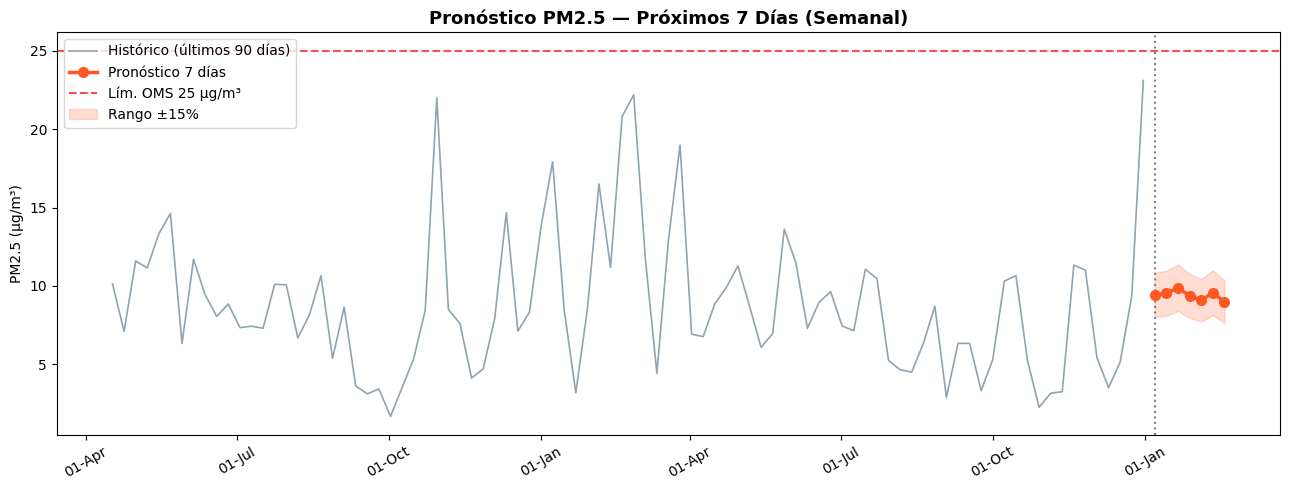 Pronóstico PM2.5 — Próximos 7 Días (Semanal)
Histórico (últimos 90 días)
Pronóstico 7 días
Lím. OMS 25 µg/m³
Rango ±15%
PM2.5 (µg/m³)
25
20
15
10
5
01-Apr
01-Jul
01-Oct
01-Jan
01-Apr
01-Jul
01-Oct
01-Jan